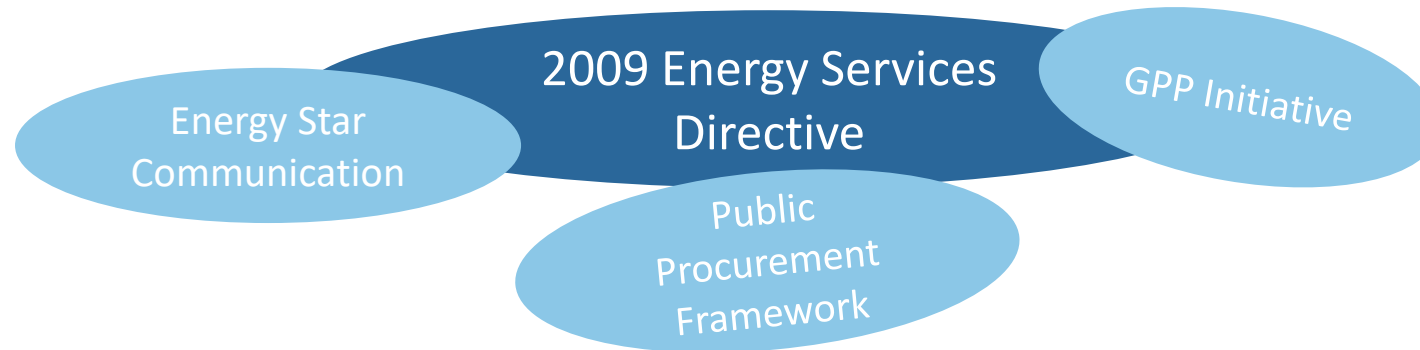 2009 Energy Services
Directive
GPP Initiative
Energy Star
Communication
Public
Procurement
Framework